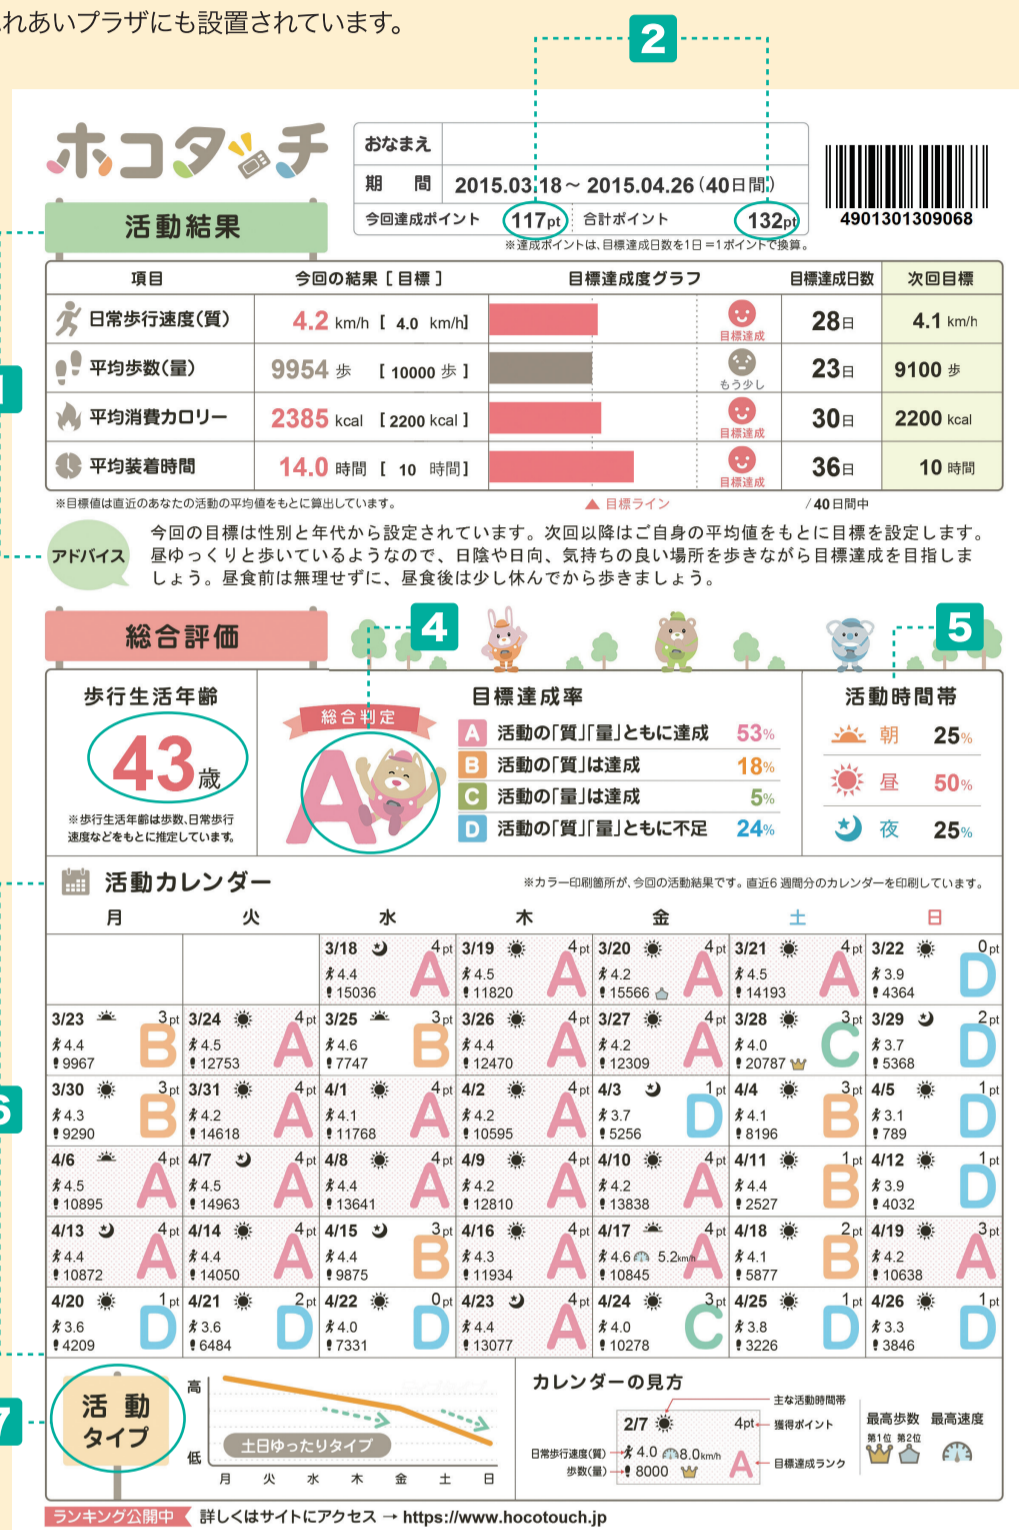 れあいプラザにも設置されています。
2
ホコタッチ
おなまえ
期 間 2015.03.18～2015.04.26（40日間）
今回達成ポイント 117pt 合計ポイント 132pt
4901301309068
※達成ポイントは、目標達成日数を1日＝1ポイントで換算。
活動結果
項目 今回の結果［目標］ 目標達成度グラフ 目標達成日数 次回目標
日常歩行速度（質） 4.2 km/h [ 4.0 km/h] 目標達成 28日 4.1 km/h
平均歩数（量） 9954 歩 [ 10000 歩 ] もう少し 23日 9100 歩
平均消費カロリー 2385 kcal [ 2200 kcal ] 目標達成 30日 2200 kcal
平均装着時間 14.0 時間 [ 10 時間] 目標達成 36日 10 時間
※目標値は直近のあなたの活動の平均値をもとに算出しています。 ▲ 目標ライン / 40日間中
アドバイス
今回の目標は性別と年代から設定されています。次回以降はご自身の平均値をもとに目標を設定します。
昼ゆっくりと歩いているようなので、日陰や日向、気持ちの良い場所を歩きながら目標達成を目指しま
しょう。昼食前は無理せずに、昼食後は少し休んでから歩きましょう。
総合評価
4
5
歩行生活年齢
43歳
※歩行生活年齢は歩数、日常歩行
速度などをもとに推定しています。
総合判定
A
目標達成率
A 活動の「質」「量」ともに達成 53%
B 活動の「質」は達成 18%
C 活動の「量」は達成 5%
D 活動の「質」「量」ともに不足 24%
活動時間帯
朝 25%
昼 50%
夜 25%
活動カレンダー ※カラー印刷箇所が、今回の活動結果です。直近6週間分のカレンダーを印刷しています。
月 火 水 木 金 土 日
3/18 4pt 3/19 4pt 3/20 4pt 3/21 4pt 3/22 0pt
4.4 A 4.5 A 4.2 A 4.5 A 3.9 D
15036 11820 15566 14193 4364
3/23 3pt 3/24 4pt 3/25 3pt 3/26 4pt 3/27 4pt 3/28 3pt 3/29 2pt
4.4 B 4.5 A 4.6 B 4.4 A 4.2 A 4.0 C 3.7 D
9967 12753 7747 12470 12309 20787 5368
3/30 3pt 3/31 4pt 4/1 4pt 4/2 4pt 4/3 1pt 4/4 3pt 4/5 1pt
4.3 B 4.2 A 4.1 A 4.2 A 3.7 D 4.1 B 3.1 D
9290 14618 11768 10595 5256 8196 789
6
4/6 4pt 4/7 4pt 4/8 4pt 4/9 4pt 4/10 4pt 4/11 1pt 4/12 1pt
4.5 A 4.5 A 4.4 A 4.2 A 4.2 A 4.4 B 3.9 D
10895 14963 13641 12810 13838 2527 4032
4/13 4pt 4/14 4pt 4/15 3pt 4/16 4pt 4/17 4pt 4/18 2pt 4/19 3pt
4.4 A 4.4 A 4.4 B 4.3 A 4.6 5.2km/h A 4.1 B 4.2 A
10872 14050 9875 11934 10845 5877 10638
4/20 1pt 4/21 2pt 4/22 0pt 4/23 4pt 4/24 3pt 4/25 1pt 4/26 1pt
3.6 D 3.6 D 4.0 D 4.4 A 4.0 C 3.8 D 3.3 D
4209 6484 7331 13077 10278 3226 3846
7
活動
タイプ
高
低
土日ゆったりタイプ
月 火 水 木 金 土 日
カレンダーの見方
主な活動時間帯
2/7 4pt 獲得ポイント
日常歩行速度（質） 4.0 8.0km/h
歩数（量） 8000 A 目標達成ランク
最高歩数 最高速度
第1位 第2位
ランキング公開中 詳しくはサイトにアクセス → https://www.hocotouch.jp